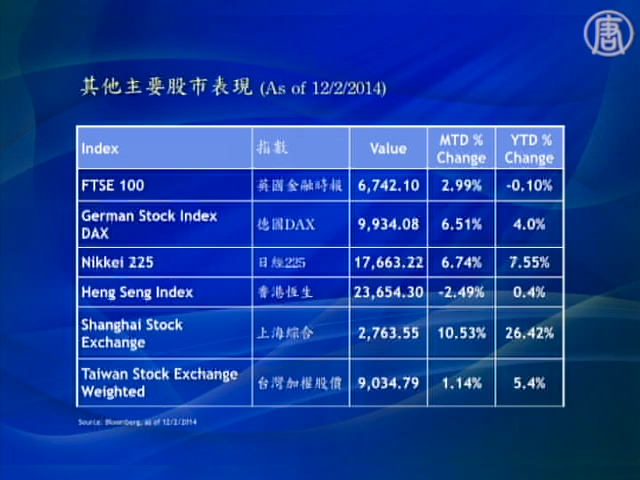 唐
其他主要股市表現 (As of 12/2/2014)
Index 指數 Value MTD % Change YTD % Change
FTSE 100 英國金融時報 6,742.10 2.99% -0.10%
German Stock Index DAX 德國DAX 9,934.08 6.51% 4.0%
Nikkei 225 日經225 17,663.22 6.74% 7.55%
Heng Seng Index 香港恆生 23,654.30 -2.49% 0.4%
Shanghai Stock Exchange 上海綜合 2,763.55 10.53% 26.42%
Taiwan Stock Exchange Weighted 台灣加權股價 9,034.79 1.14% 5.4%
Source: Bloomberg, as of 12/2/2014